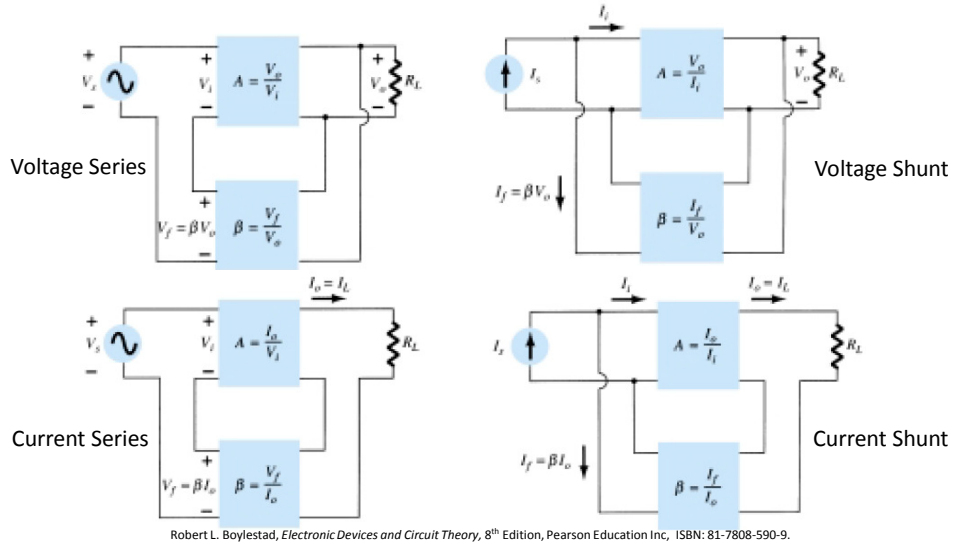 I_i
+ + + +
V_s V_i A = V_o/V_i V_o R_L
− − −
I_s A = V_o/I_i V_o R_L
−
Voltage Series
+
V_f = βV_o β = V_f/V_o
−
Voltage Shunt
I_f = βV_o β = I_f/V_o
I_o = I_L
+ +
V_s V_i A = I_o/V_i R_L
− −
I_i I_o = I_L
I_s A = I_o/I_i R_L
Current Series
+
V_f = βI_o β = V_f/I_o
−
Current Shunt
I_f = βI_o β = I_f/I_o
Robert L. Boylestad, Electronic Devices and Circuit Theory, 8th Edition, Pearson Education Inc, ISBN: 81-7808-590-9.